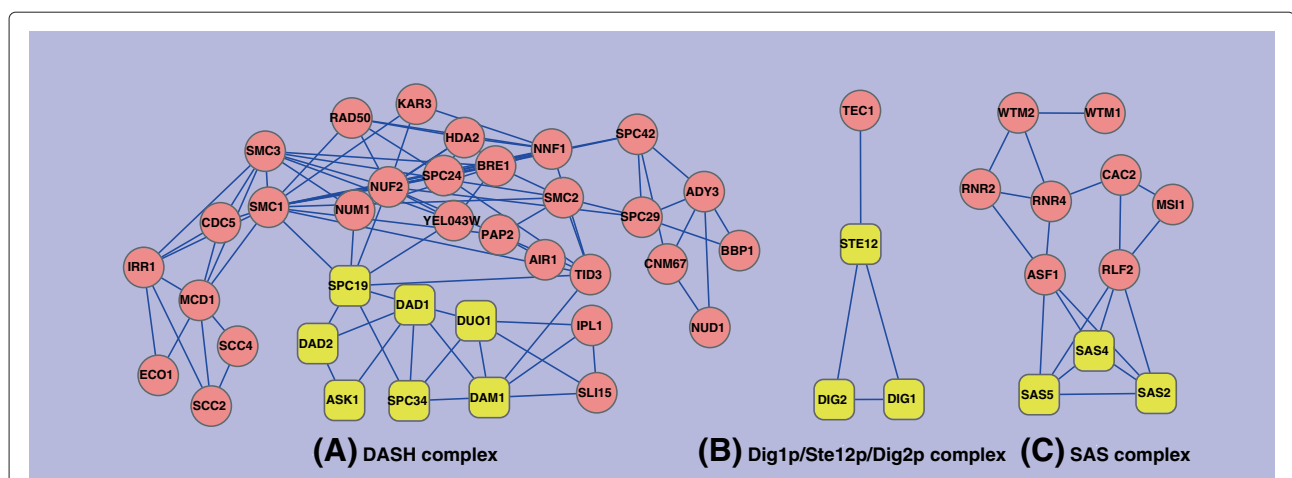 KAR3
RAD50
TEC1
WTM2
WTM1
HDA2
SPC42
NNF1
SMC3
BRE1
SPC24
CAC2
NUF2
RNR2
ADY3
SMC2
RNR4
MSI1
SMC1
NUM1
SPC29
CDC5
YEL043W
PAP2
STE12
BBP1
AIR1
CNM67
IRR1
TID3
ASF1
RLF2
SPC19
MCD1
DAD1
DUO1
IPL1
NUD1
DAD2
SCC4
SAS4
ECO1
SLI15
SAS5
SAS2
ASK1
SPC34
DAM1
DIG2
DIG1
SCC2
(A) DASH complex
(B) Dig1p/Ste12p/Dig2p complex
(C) SAS complex